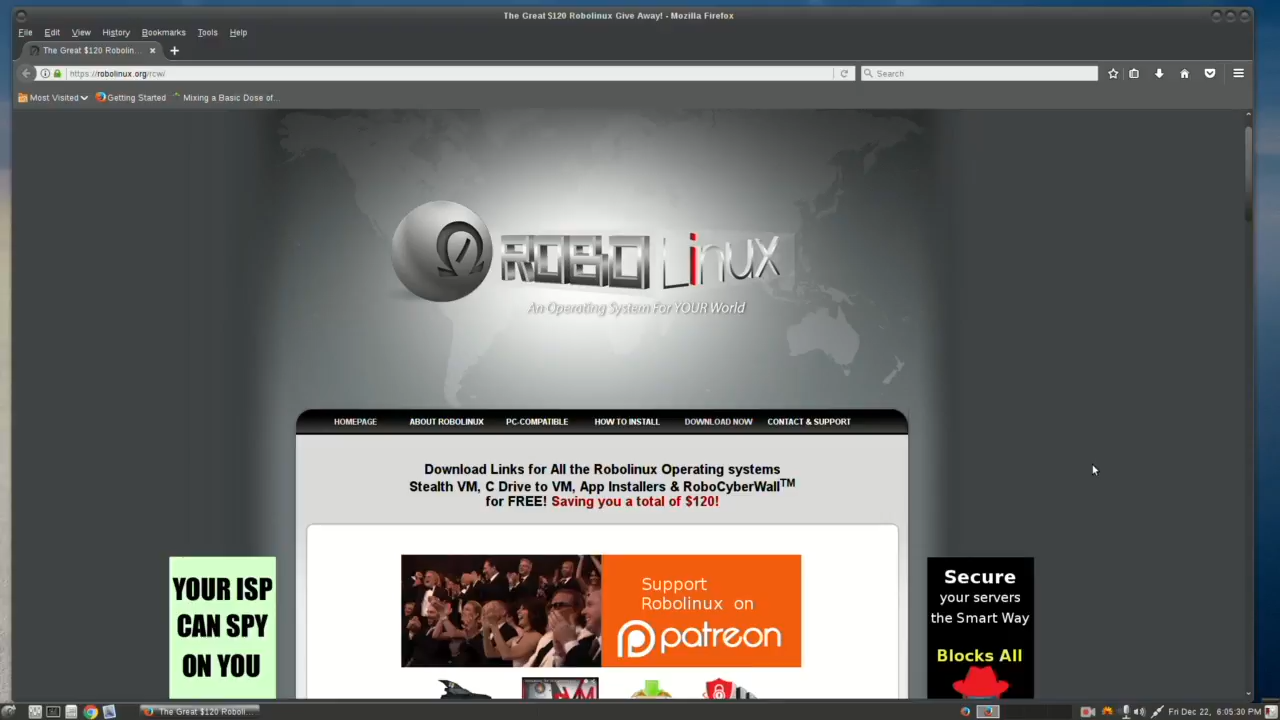 The Great $120 Robolinux Give Away! - Mozilla Firefox
File Edit View History Bookmarks Tools Help
The Great $120 Robolin...
https://robolinux.org/rcw/
Search
Most Visited Getting Started Mixing a Basic Dose of...
ROBOLinux
An Operating System For YOUR World
HOMEPAGE ABOUT ROBOLINUX PC-COMPATIBLE HOW TO INSTALL DOWNLOAD NOW CONTACT & SUPPORT
Download Links for All the Robolinux Operating systems
Stealth VM, C Drive to VM, App Installers & RoboCyberWall™
for FREE! Saving you a total of $120!
YOUR ISP
CAN SPY
ON YOU
Support
Robolinux on
patreon
Secure
your servers
the Smart Way
Blocks All
The Great $120 Roboli...
Fri Dec 22, 6:05:30 PM